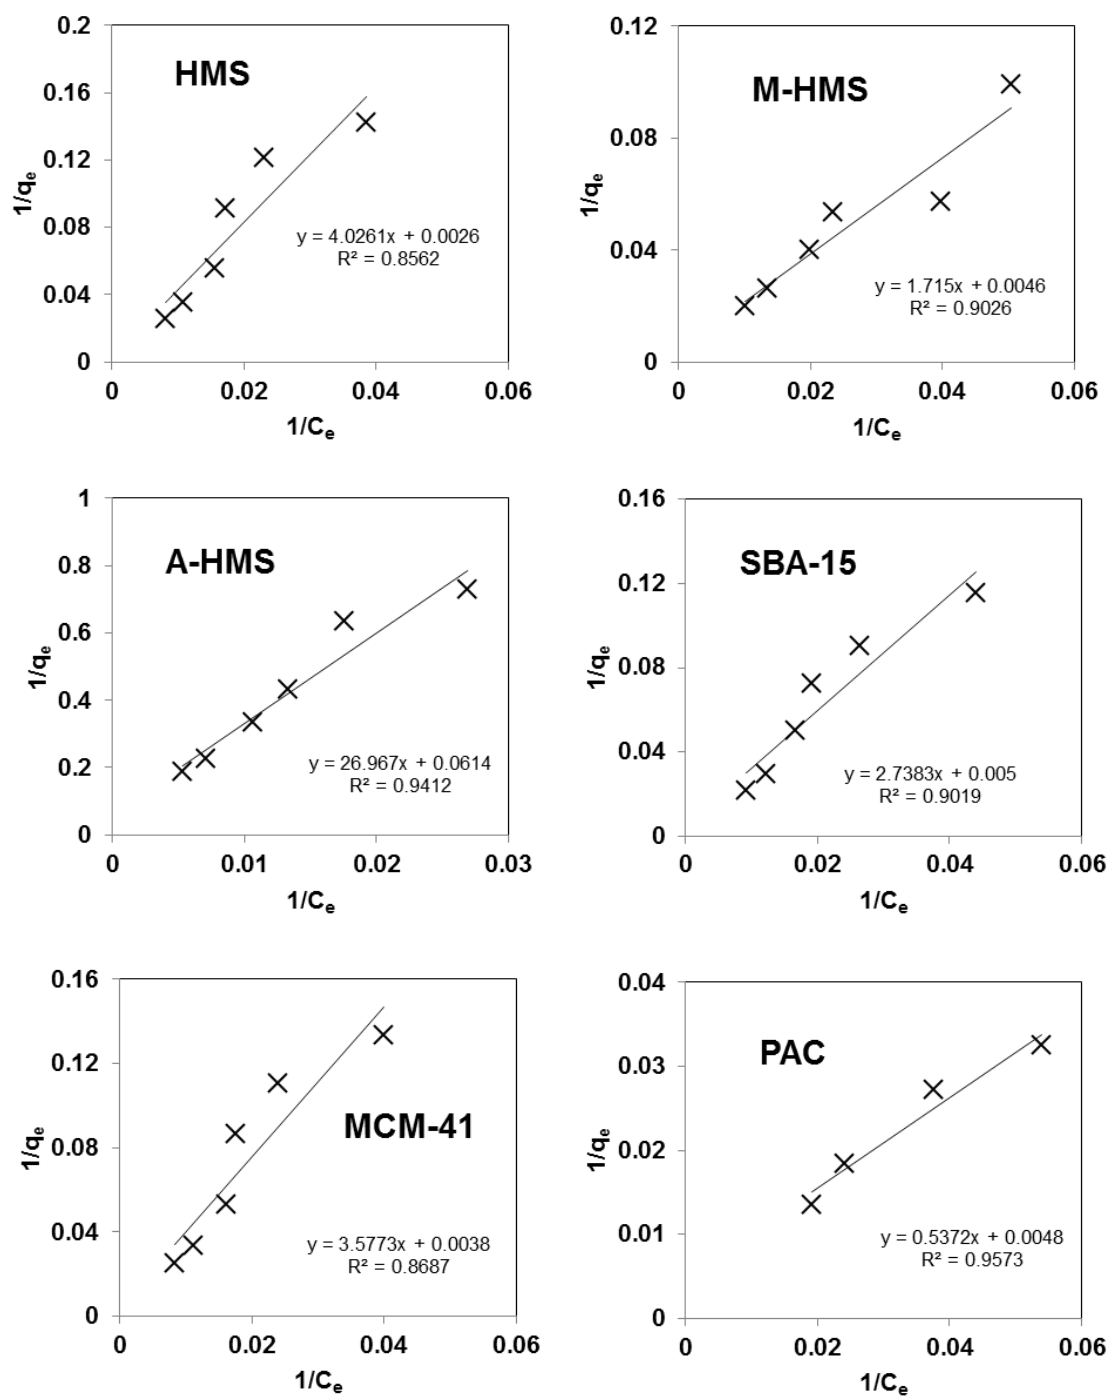 0.2
0.16
0.12
0.08
0.04
0
1/qe
HMS
y = 4.0261x + 0.0026
R² = 0.8562
0 0.02 0.04 0.06
1/Ce
0.12
0.08
0.04
0
1/qe
M-HMS
y = 1.715x + 0.0046
R² = 0.9026
0 0.02 0.04 0.06
1/Ce
1
0.8
0.6
0.4
0.2
0
1/qe
A-HMS
y = 26.967x + 0.0614
R² = 0.9412
0 0.01 0.02 0.03
1/Ce
0.16
0.12
0.08
0.04
0
1/qe
SBA-15
y = 2.7383x + 0.005
R² = 0.9019
0 0.02 0.04 0.06
1/Ce
0.16
0.12
0.08
0.04
0
1/qe
MCM-41
y = 3.5773x + 0.0038
R² = 0.8687
0 0.02 0.04 0.06
1/Ce
0.04
0.03
0.02
0.01
0
1/qe
PAC
y = 0.5372x + 0.0048
R² = 0.9573
0 0.02 0.04 0.06
1/Ce